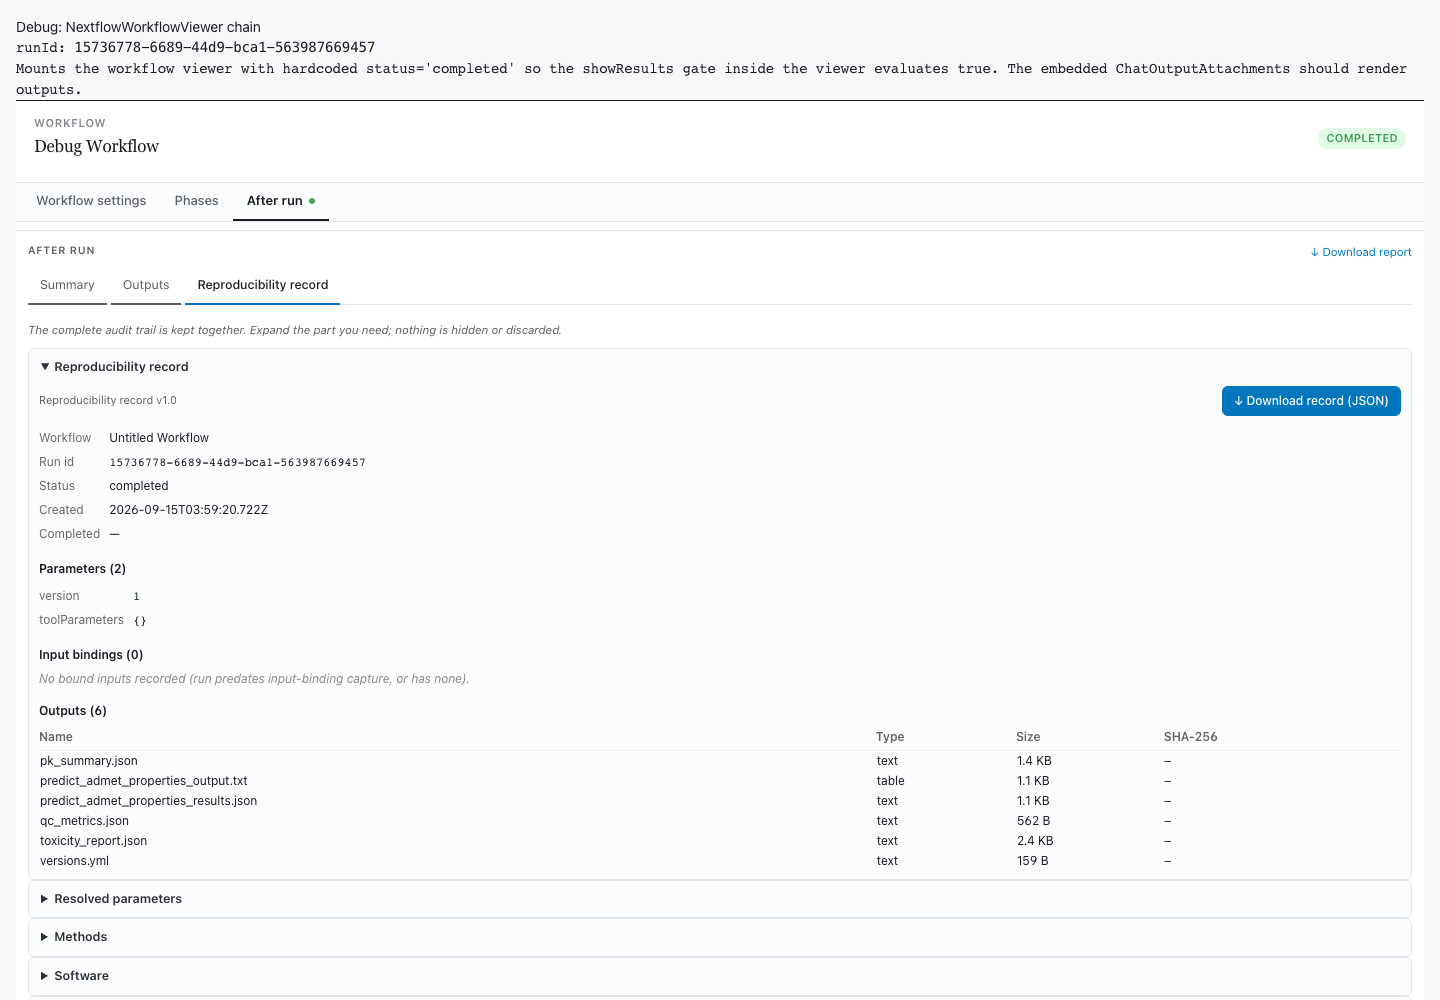 Debug: NextflowWorkflowViewer chain
runId: 15736778-6689-44d9-bca1-563987669457
Mounts the workflow viewer with hardcoded status='completed' so the showResults gate inside the viewer evaluates true. The embedded ChatOutputAttachments should render
outputs.
WORKFLOW
Debug Workflow
COMPLETED
Workflow settings Phases After run
AFTER RUN
↓ Download report
Summary Outputs Reproducibility record
The complete audit trail is kept together. Expand the part you need; nothing is hidden or discarded.
▼ Reproducibility record
Reproducibility record v1.0
↓ Download record (JSON)
Workflow Untitled Workflow
Run id 15736778-6689-44d9-bca1-563987669457
Status completed
Created 2026-09-15T03:59:20.722Z
Completed —
Parameters (2)
version 1
toolParameters {}
Input bindings (0)
No bound inputs recorded (run predates input-binding capture, or has none).
Outputs (6)
Name Type Size SHA-256
pk_summary.json text 1.4 KB –
predict_admet_properties_output.txt table 1.1 KB –
predict_admet_properties_results.json text 1.1 KB –
qc_metrics.json text 562 B –
toxicity_report.json text 2.4 KB –
versions.yml text 159 B –
▶ Resolved parameters
▶ Methods
▶ Software